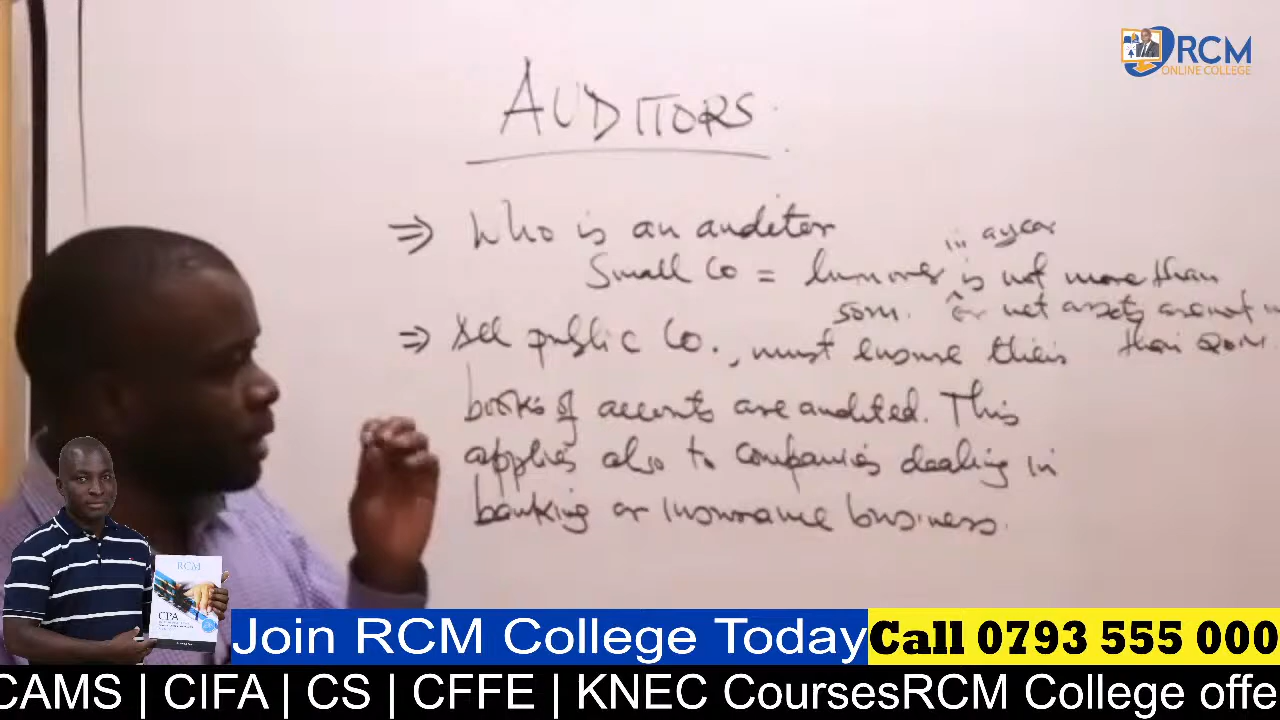 RCM
ONLINE COLLEGE
AUDITORS
⇒ Who is an auditor
in a year
Small Co = turnover is not more than
50m. or net assets are not
than 20m.
⇒ All public Co., must ensure their
books of accounts are audited. This
applies also to companies dealing in
banking or insurance business.
RCM
CPA
Join RCM College Today
Call 0793 555 000
CAMS | CIFA | CS | CFFE | KNEC CoursesRCM College offe